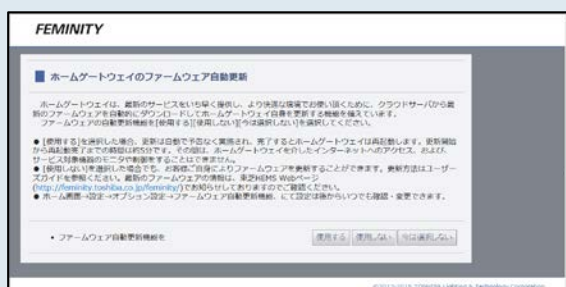 FEMINITY
ホームゲートウェイのファームウェア自動更新
ホームゲートウェイは、最新のサービスをいち早く提供し、より快適な環境でお使い頂くために、クラウドサーバから最
新のファームウェアを自動的にダウンロードしてホームゲートウェイ自身を更新する機能を備えています。
ファームウェアの自動更新機能を[使用する][使用しない][今は選択しない]を選択してください。
● [使用する]を選択した場合、更新は自動で予告なく実施され、完了するとホームゲートウェイは再起動します。更新開始
から再起動完了までの時間は約5分です。その間は、ホームゲートウェイを介したインターネットへのアクセス、および、
サービス対象機器のモニタや制御をすることはできません。
● [使用しない]を選択した場合でも、お客様ご自身によりファームウェアを更新することができます。更新方法はユーザー
ズガイドを参照ください。最新のファームウェアの情報は、東芝HEMS Webページ
(http://feminity.toshiba.co.jp/feminity/)でお知らせしておりますのでご確認ください。
● ホーム画面→設定→オプション設定→ファームウェア自動更新機能、にて設定は後からいつでも確認・変更できます。
• ファームウェア自動更新機能を 使用する 使用しない 今は選択しない
TOSHIBA Lighting & Technology Corporation